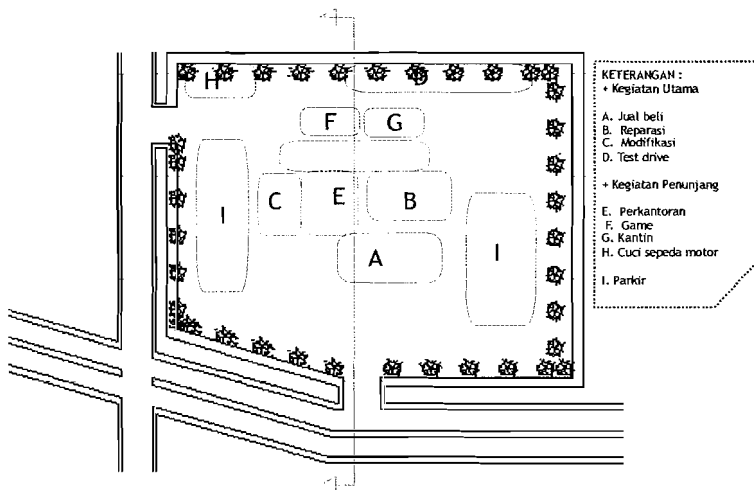 H
D
F
G
C
E
B
I
A
I
KETERANGAN :
+ Kegiatan Utama
A. Jual beli
B. Reparasi
C. Modifikasi
D. Test drive
+ Kegiatan Penunjang
E. Perkantoran
F. Game
G. Kantin
H. Cuci sepeda motor
I. Parkir